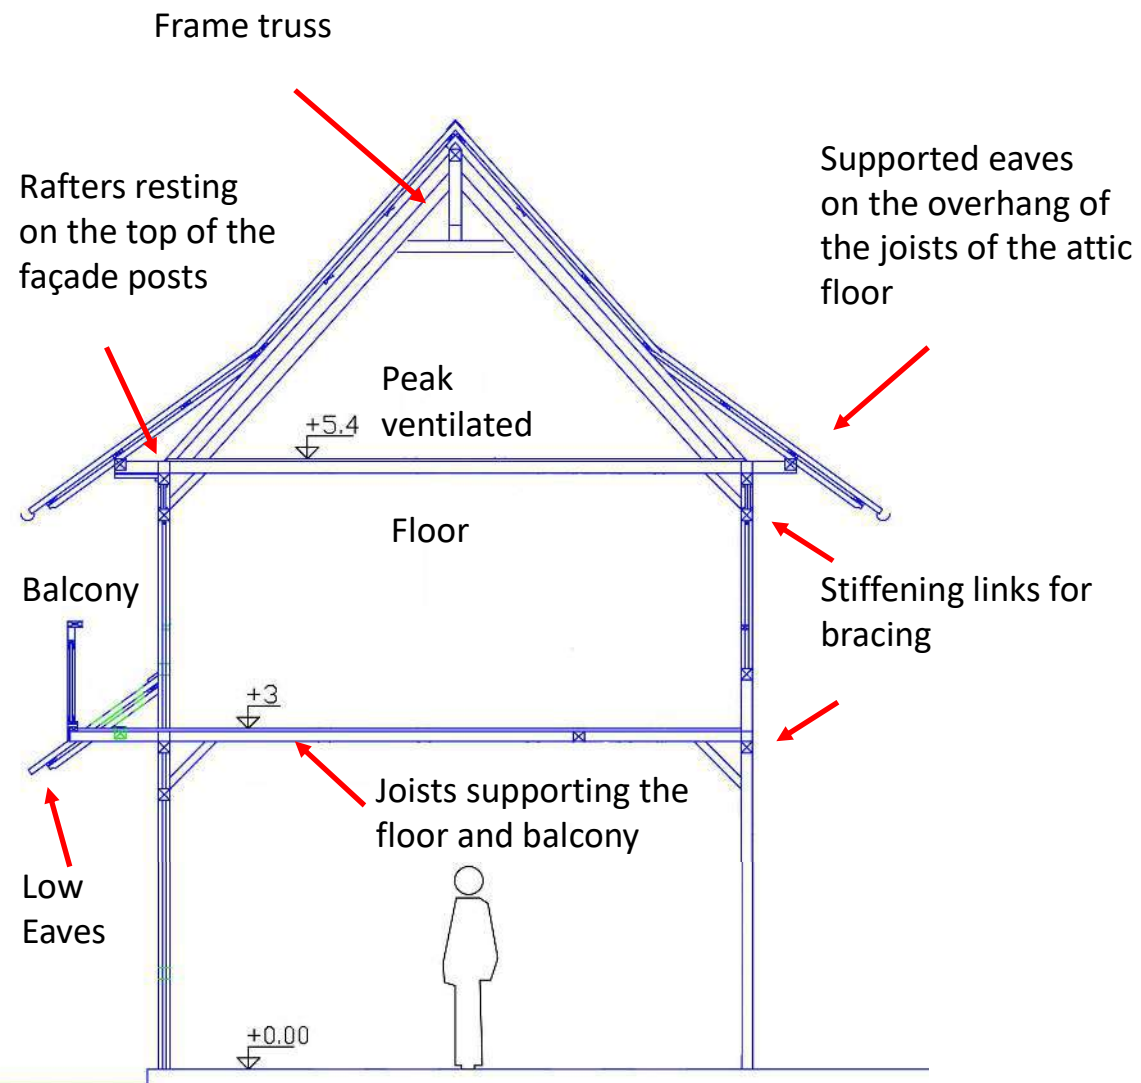 Frame truss
Rafters resting
on the top of the
façade posts
Supported eaves
on the overhang of
the joists of the attic
floor
Peak
ventilated
+5.4
Floor
Balcony
Stiffening links for
bracing
+3
Joists supporting the
floor and balcony
Low
Eaves
+0.00